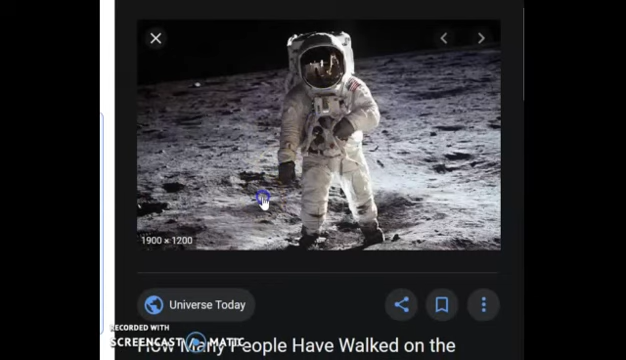 1900 × 1200
Universe Today
RECORDED WITH
SCREENCAST MATIC
How Many People Have Walked on the